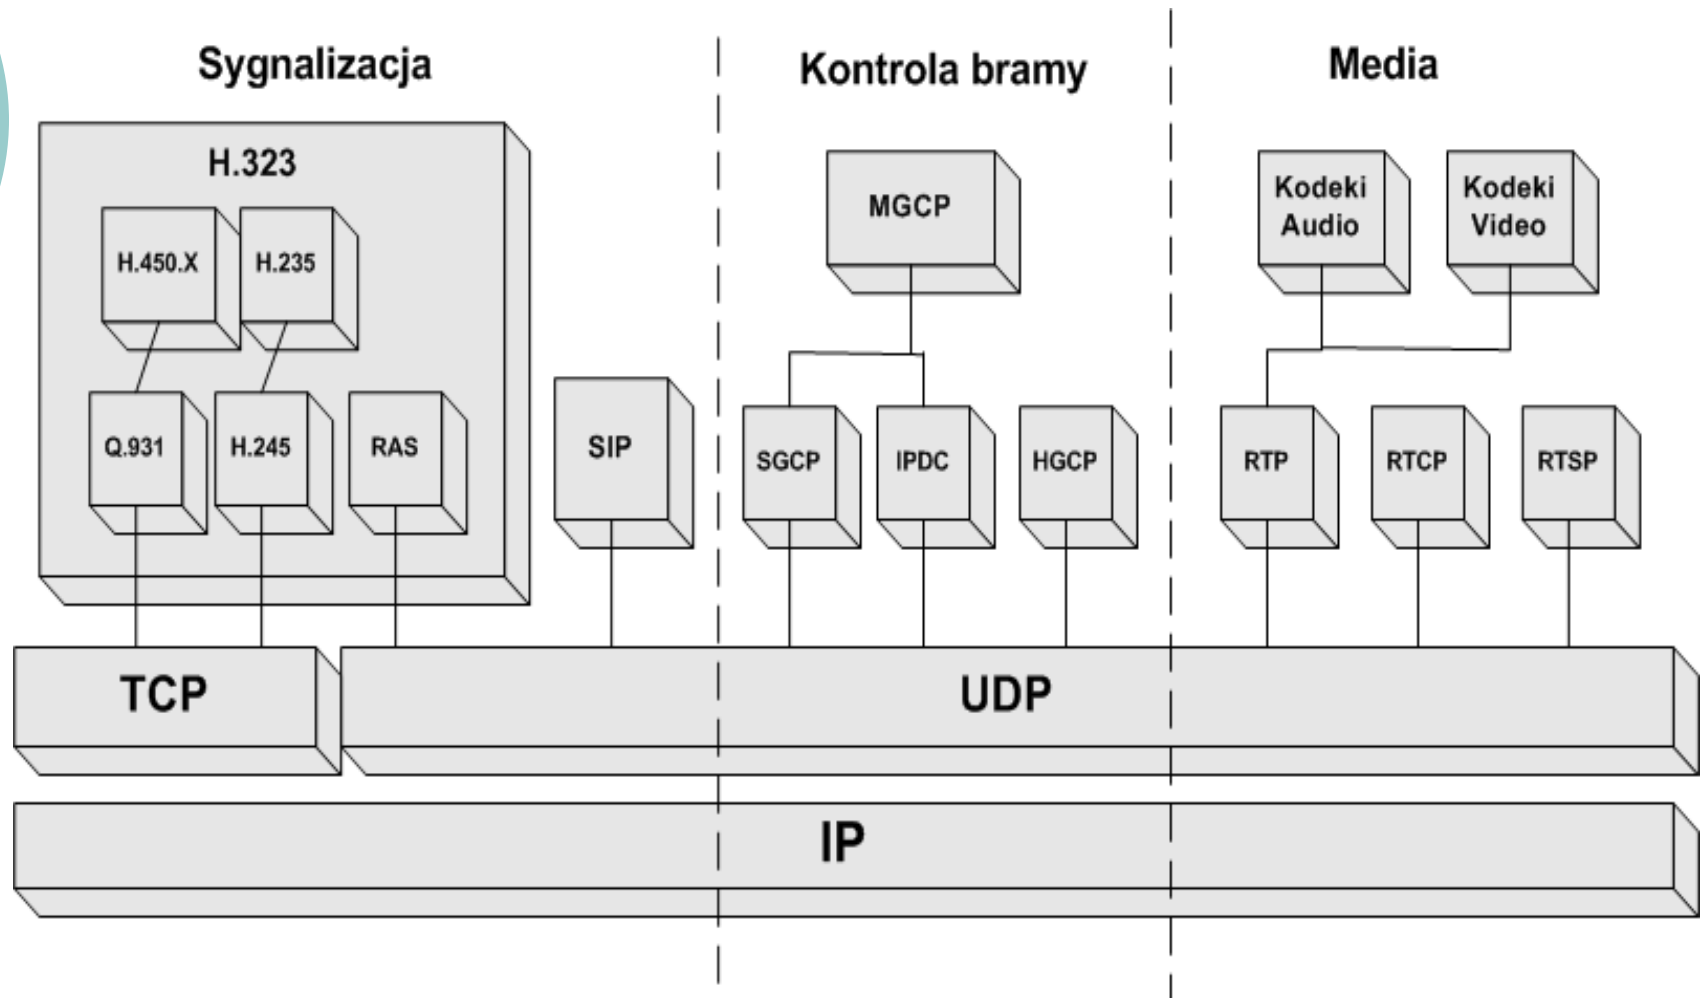 Sygnalizacja
Kontrola bramy
Media
H.323
H.450.X
H.235
Q.931
H.245
RAS
SIP
MGCP
SGCP
IPDC
HGCP
Kodeki
Audio
Kodeki
Video
RTP
RTCP
RTSP
TCP
UDP
IP